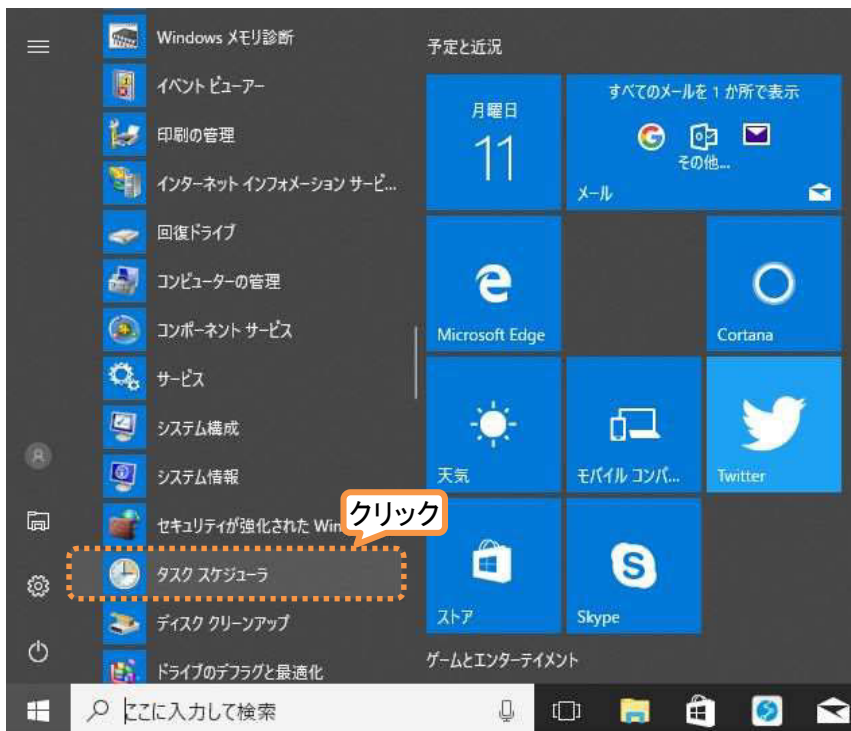 Windows メモリ診断
イベント ビューアー
印刷の管理
インターネット インフォメーション サービ...
回復ドライブ
コンピューターの管理
コンポーネント サービス
サービス
システム構成
システム情報
セキュリティが強化された Win
クリック
タスク スケジューラ
ディスク クリーンアップ
ドライブのデフラグと最適化
予定と近況
月曜日
11
すべてのメールを 1 か所で表示
その他...
メール
Microsoft Edge
Cortana
天気
モバイル コンパ...
Twitter
ストア
Skype
ゲームとエンターテイメント
ここに入力して検索